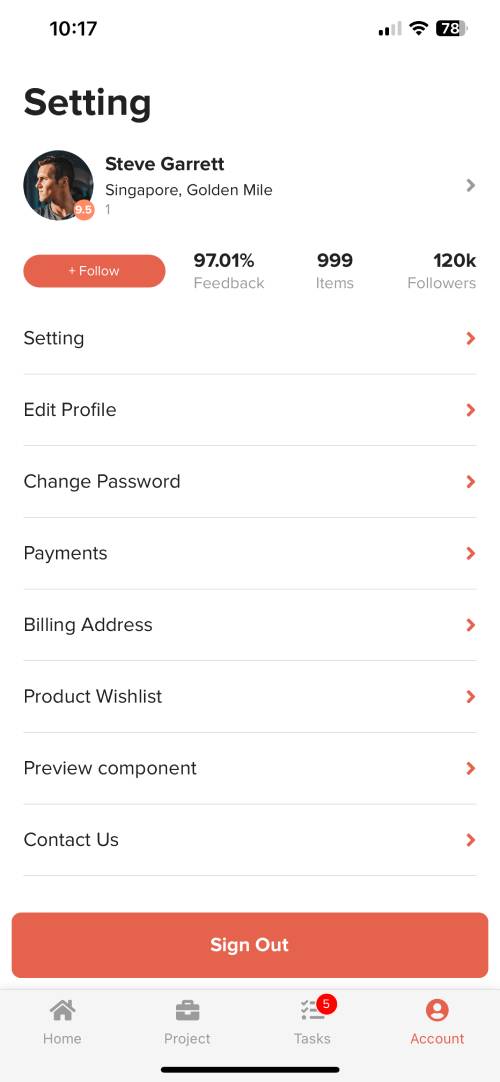 10:17
78
Setting
Steve Garrett
Singapore, Golden Mile
9.5
1
+ Follow
97.01%
Feedback
999
Items
120k
Followers
Setting
Edit Profile
Change Password
Payments
Billing Address
Product Wishlist
Preview component
Contact Us
Sign Out
5
Home
Project
Tasks
Account